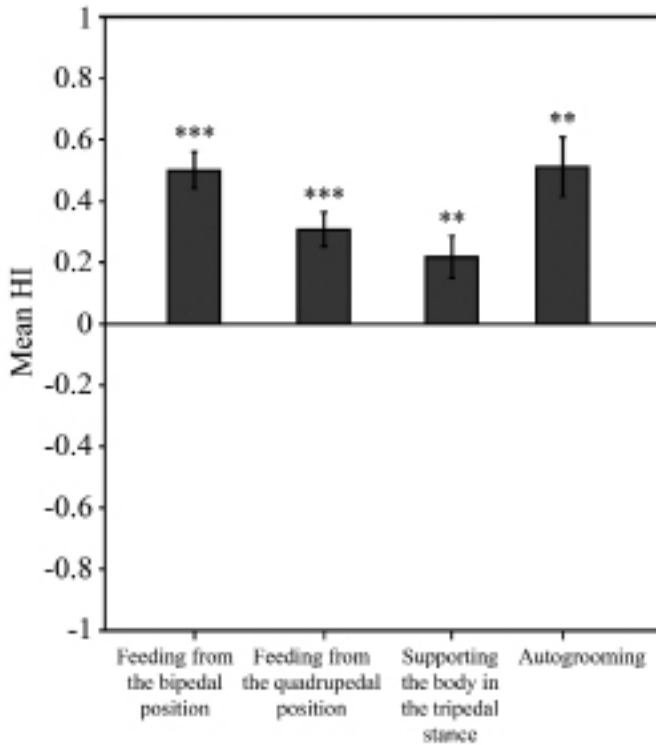 1
0.8
0.6
0.4
0.2
0
-0.2
-0.4
-0.6
-0.8
-1
Mean HI
***
***
**
**
Feeding from
the bipedal
position
Feeding from
the quadrupedal
position
Supporting
the body in
the tripedal
stance
Autogrooming